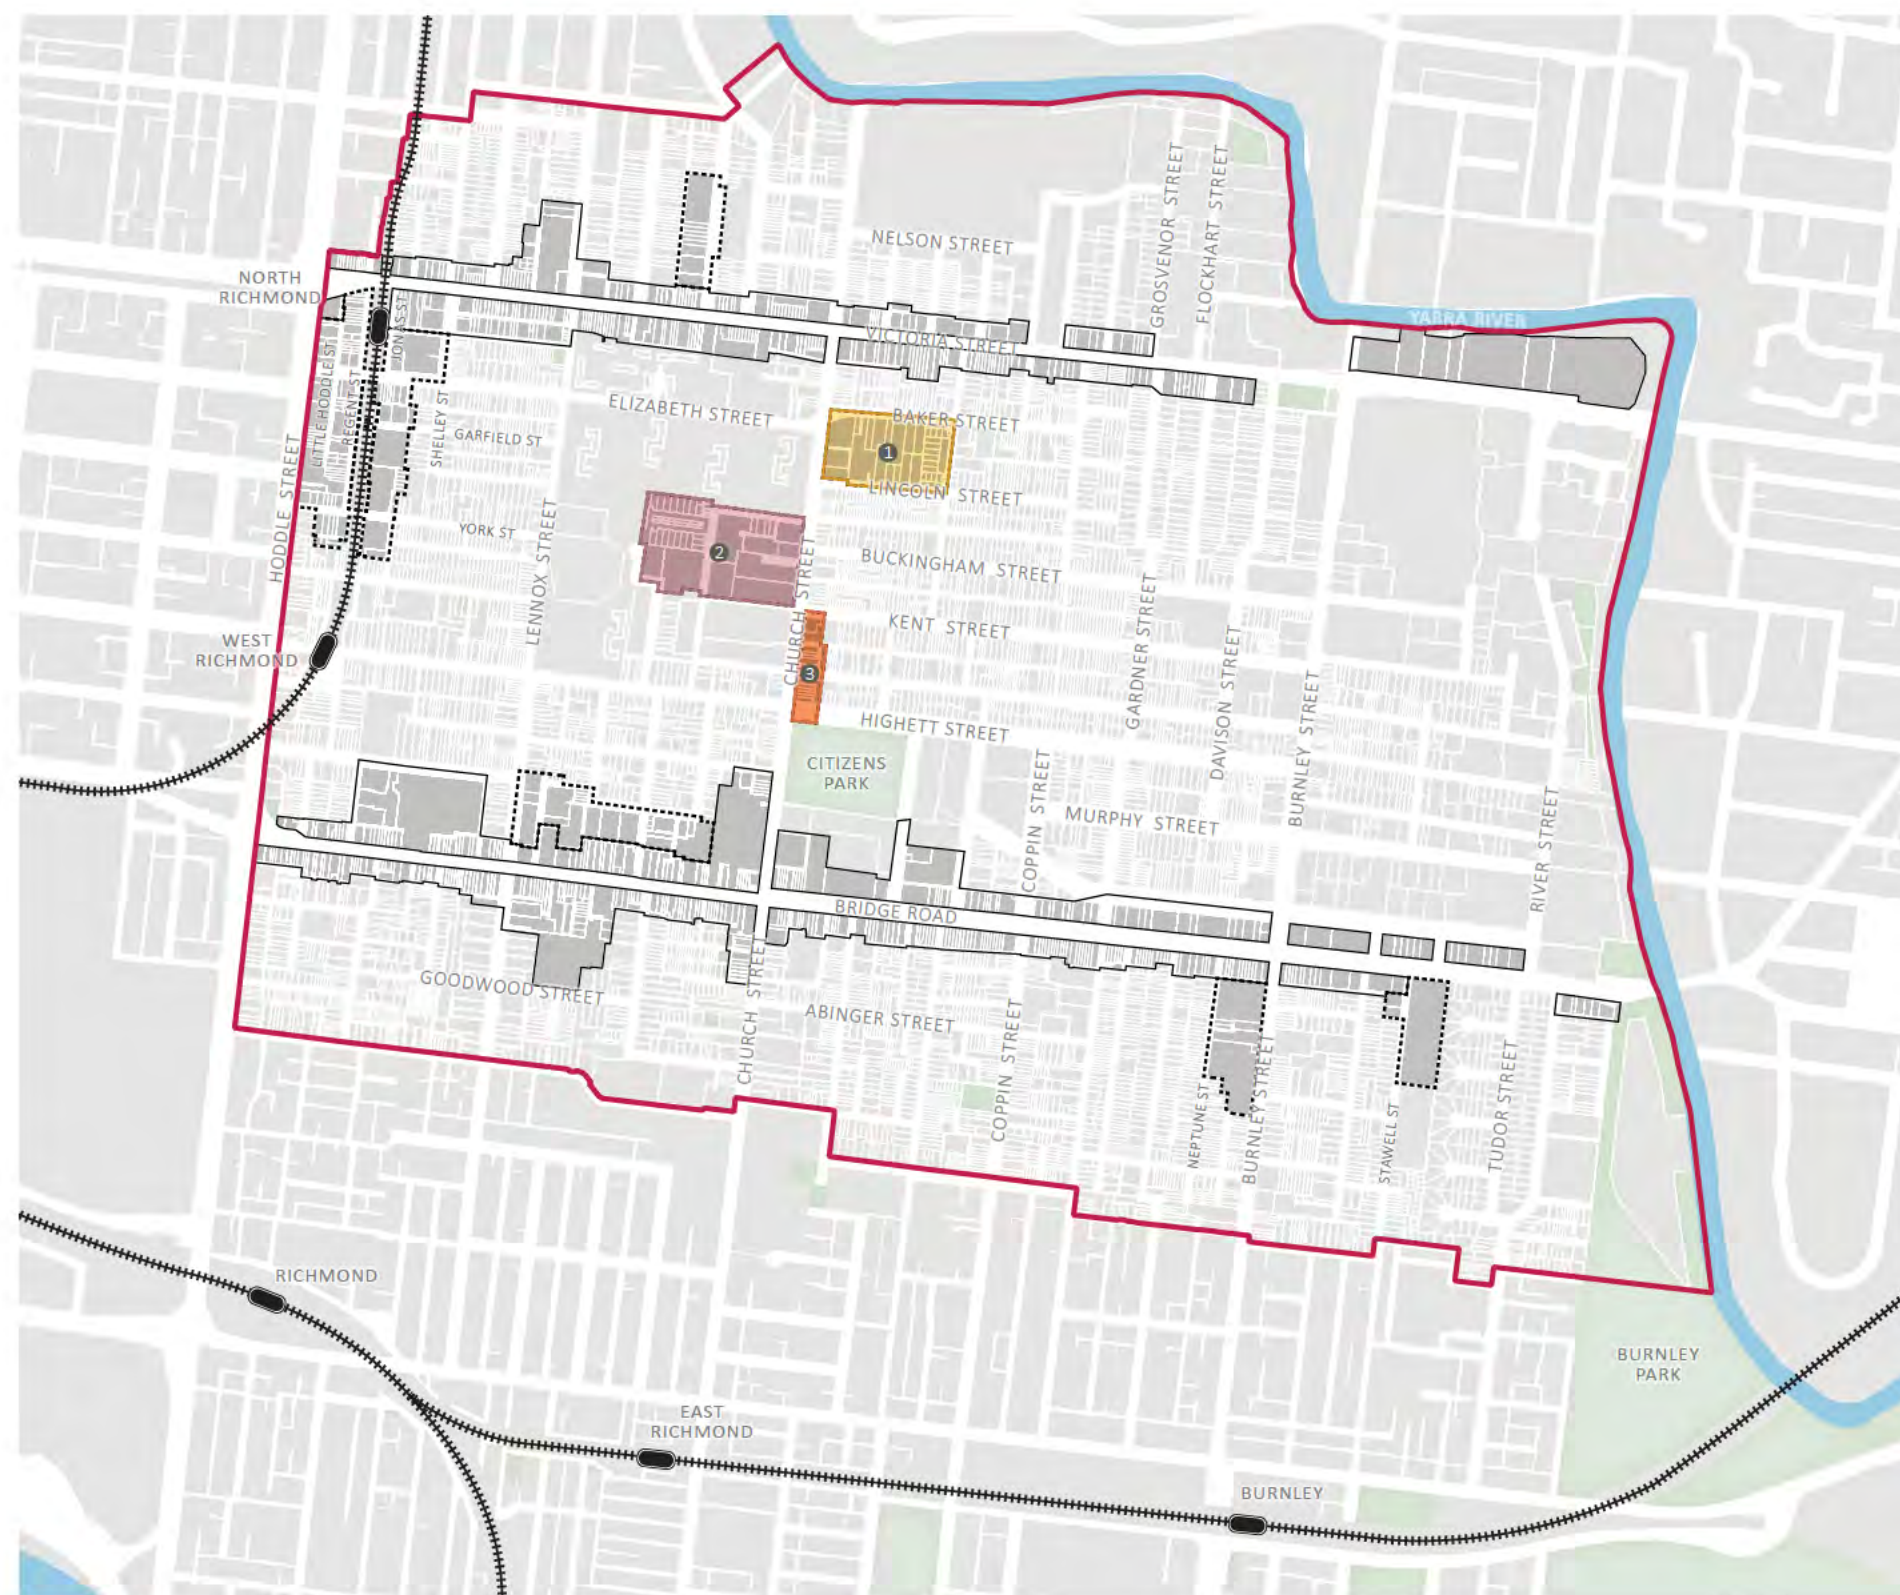 GROSVENOR STREET
FLOCKHART STREET
NELSON STREET
NORTH
RICHMOND
JONAS ST
YARRA RIVER
VICTORIA STREET
LITTLE HODDLE ST
REGENT ST
SHELLEY ST
ELIZABETH STREET
BAKER STREET
GARFIELD ST
1
LINCOLN STREET
HODDLE STREET
YORK ST
LENNOX STREET
2
CHURCH STREET
BUCKINGHAM STREET
KENT STREET
GARDNER STREET
DAVISON STREET
BURNLEY STREET
WEST
RICHMOND
3
HIGHETT STREET
CITIZENS
PARK
COPPIN STREET
MURPHY STREET
RIVER STREET
BRIDGE ROAD
GOODWOOD STREET
CHURCH STREET
ABINGER STREET
COPPIN STREET
NEPTUNE ST
BURNLEY STREET
STAWELL ST
TUDOR STREET
RICHMOND
BURNLEY
PARK
EAST
RICHMOND
BURNLEY